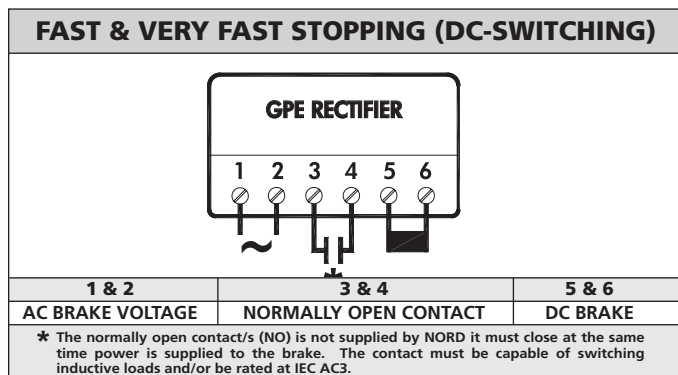 FAST & VERY FAST STOPPING (DC-SWITCHING)
GPE RECTIFIER
1 2 3 4 5 6
~
*
1 & 2 3 & 4 5 & 6
AC BRAKE VOLTAGE NORMALLY OPEN CONTACT DC BRAKE
* The normally open contact/s (NO) is not supplied by NORD it must close at the same
time power is supplied to the brake. The contact must be capable of switching
inductive loads and/or be rated at IEC AC3.